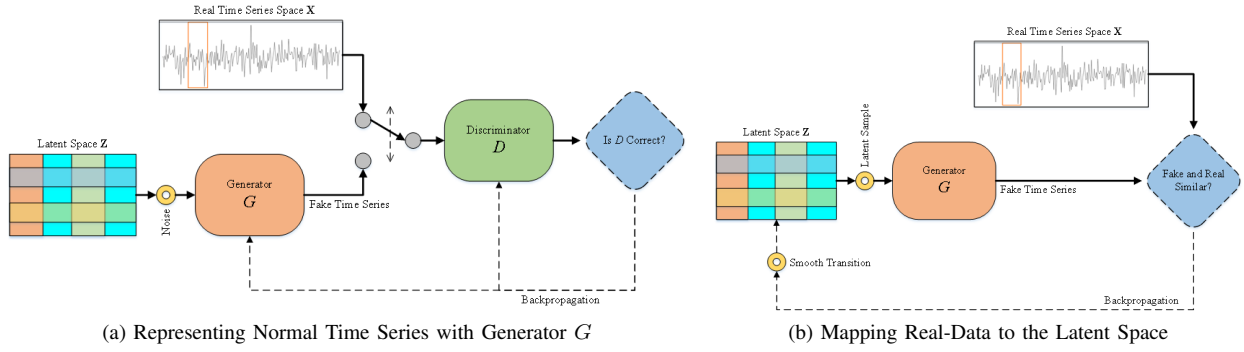 Real Time Series Space X
Latent Space Z
Noise
Generator
G
Fake Time Series
Discriminator
D
Is D Correct?
Backpropagation
(a) Representing Normal Time Series with Generator G
Real Time Series Space X
Latent Space Z
Latent Sample
Generator
G
Fake Time Series
Fake and Real
Similar?
Smooth Transition
Backpropagation
(b) Mapping Real-Data to the Latent Space